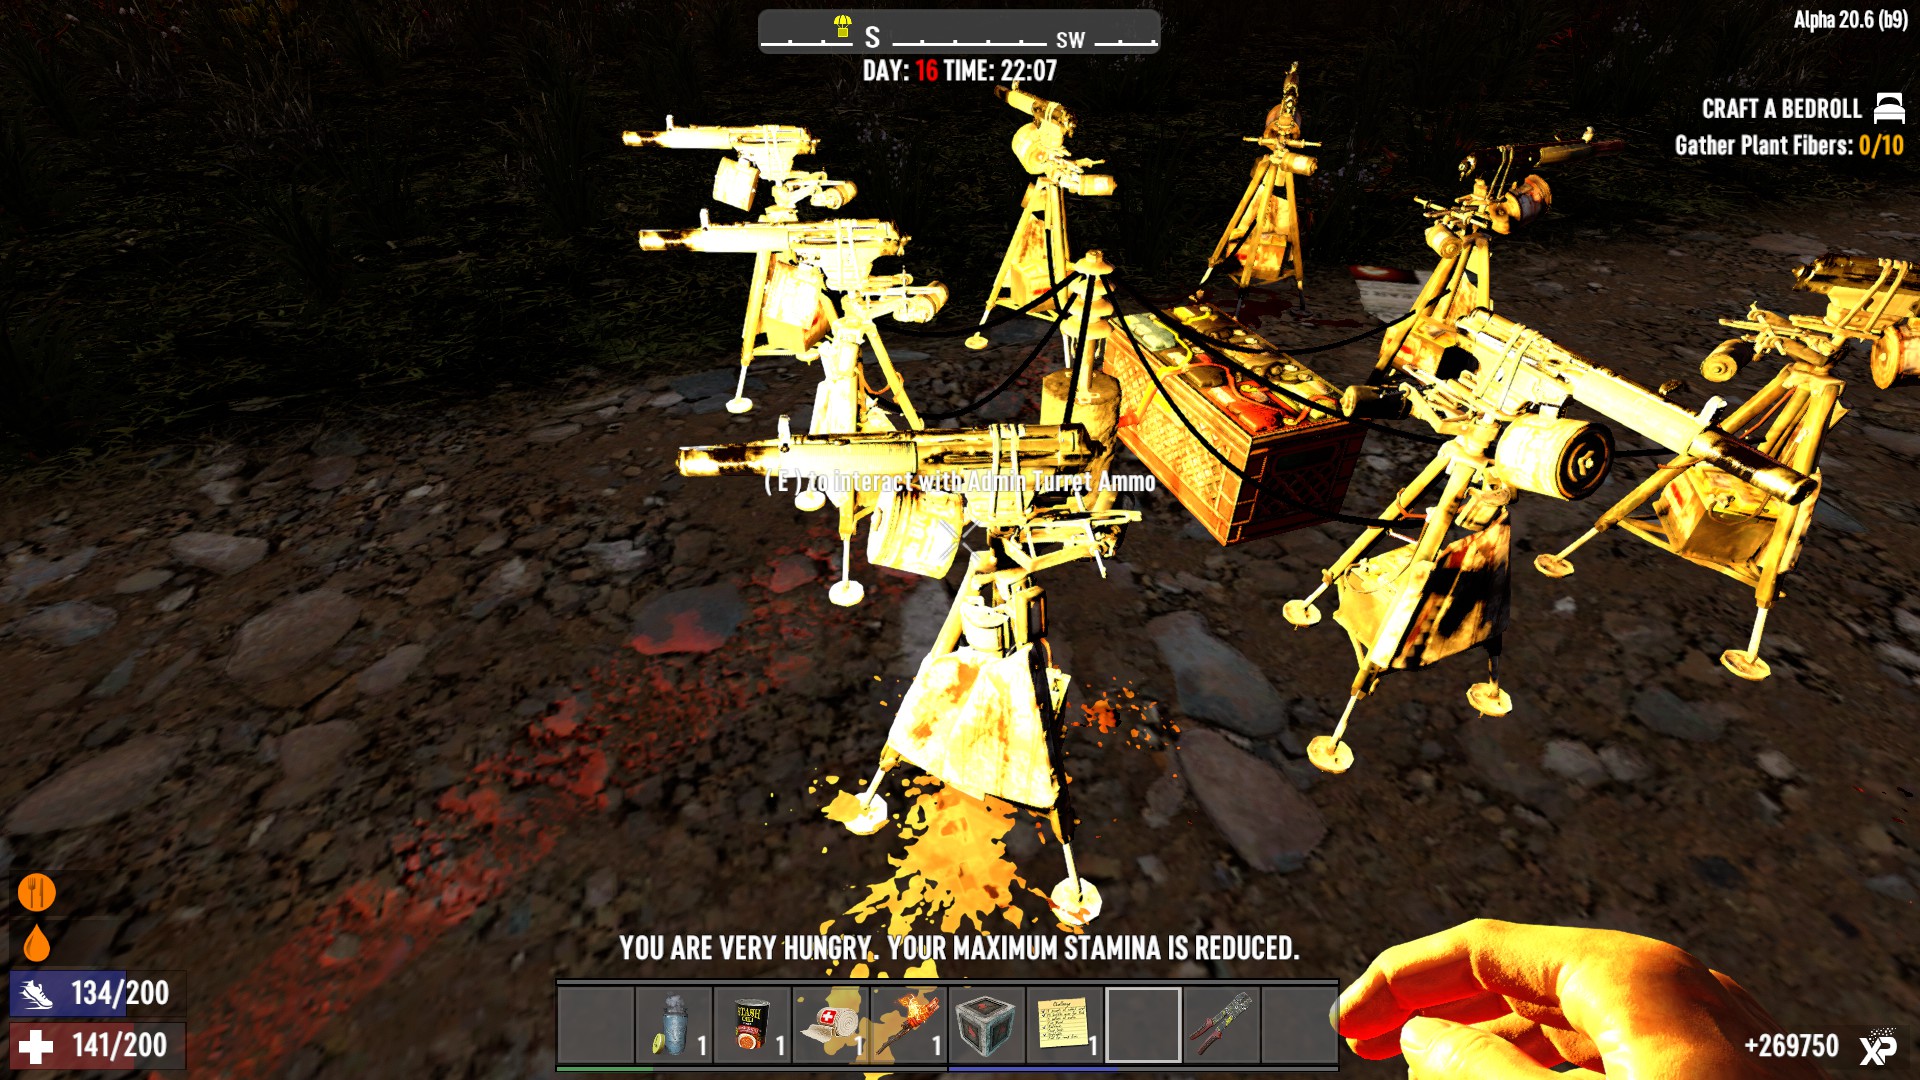 Alpha 20.6 (b9)
S
SW
DAY: 16 TIME: 22:07
CRAFT A BEDROLL
Gather Plant Fibers: 0/10
( E ) to interact with Admin Turret Ammo
YOU ARE VERY HUNGRY. YOUR MAXIMUM STAMINA IS REDUCED.
134/200
141/200
1
1
1
1
1
+269750 XP